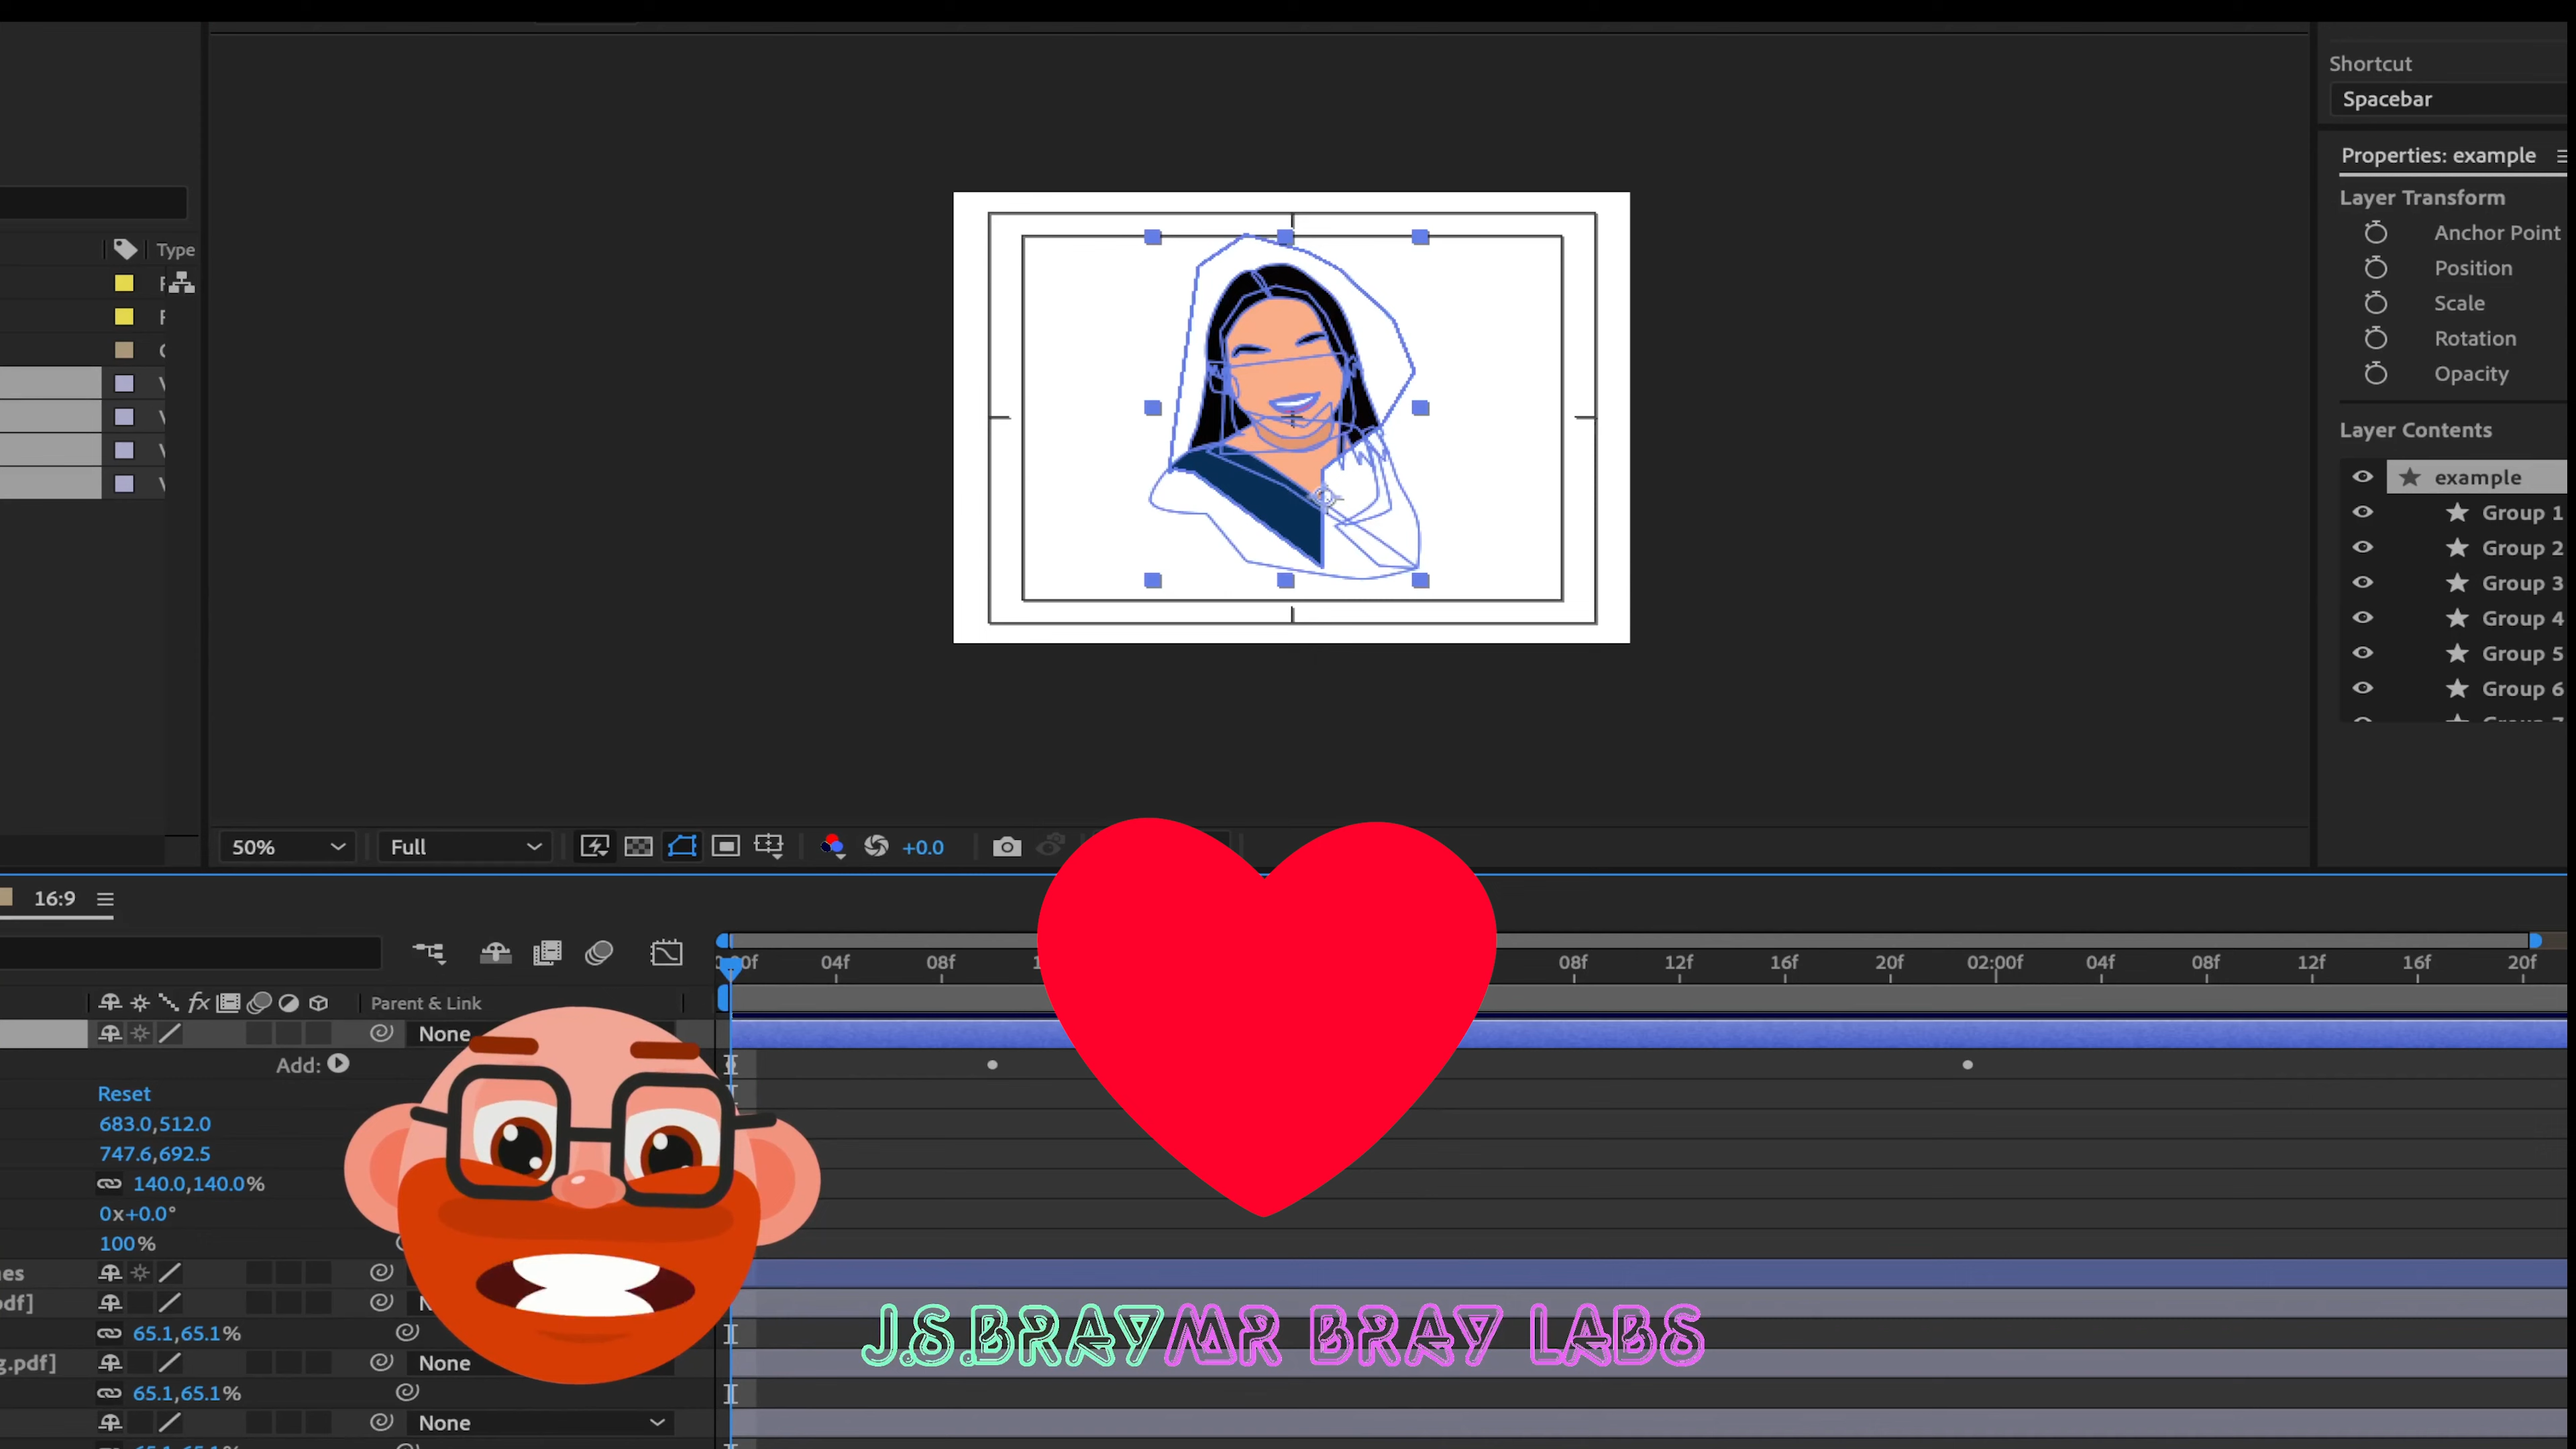 Shortcut
Spacebar
Properties: example
Layer Transform
Anchor Point
Position
Scale
Rotation
Opacity
Layer Contents
example
Group 1
Group 2
Group 3
Group 4
Group 5
Group 6
Type
50%
Full
+0.0
16:9
04f 08f 08f 12f 16f 20f 02:00f 04f 08f 12f 16f 20f
fx Parent & Link
None
Add:
Reset
683.0,512.0
747.6,692.5
140.0,140.0%
0x+0.0°
100%
65.1,65.1%
None
65.1,65.1%
None
J.S.BRAY MR BRAY LABS